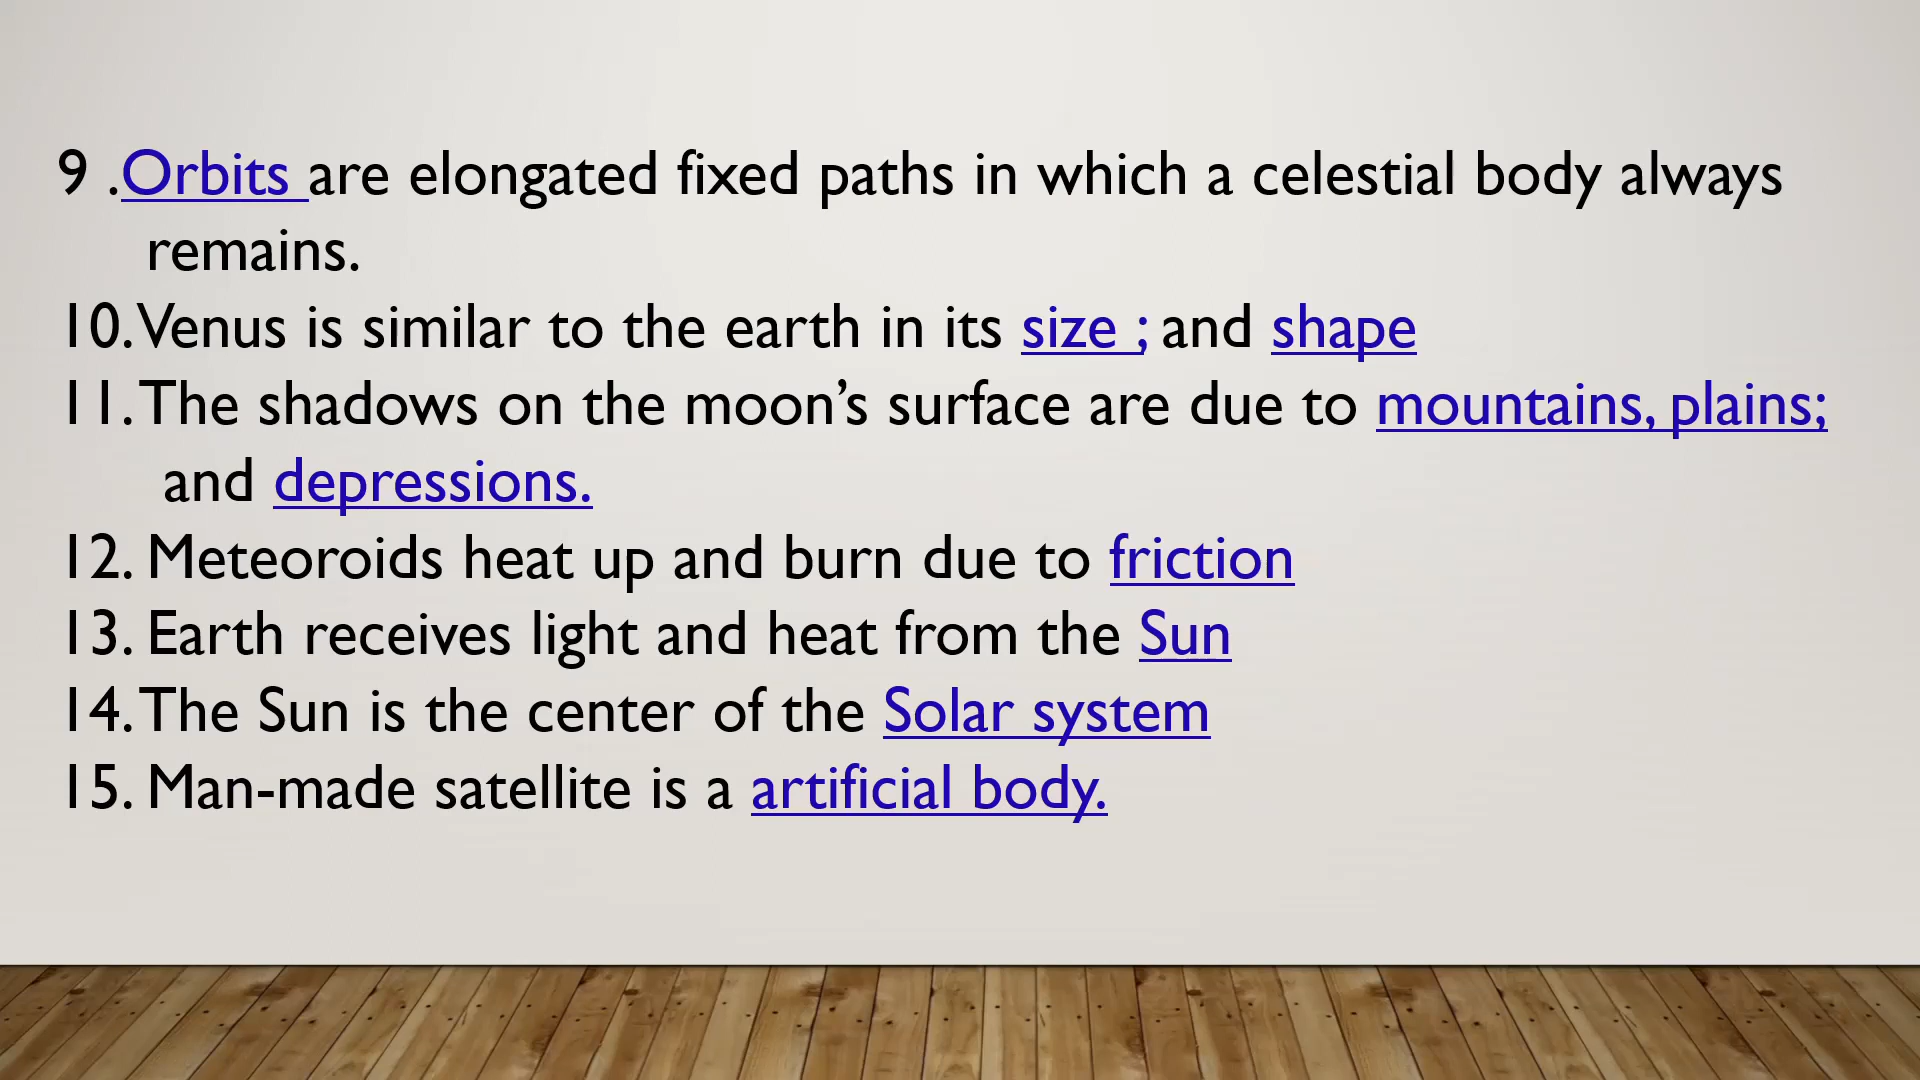 9 .Orbits are elongated fixed paths in which a celestial body always
remains.
10. Venus is similar to the earth in its size ; and shape
11. The shadows on the moon’s surface are due to mountains, plains;
and depressions.
12. Meteoroids heat up and burn due to friction
13. Earth receives light and heat from the Sun
14. The Sun is the center of the Solar system
15. Man-made satellite is a artificial body.